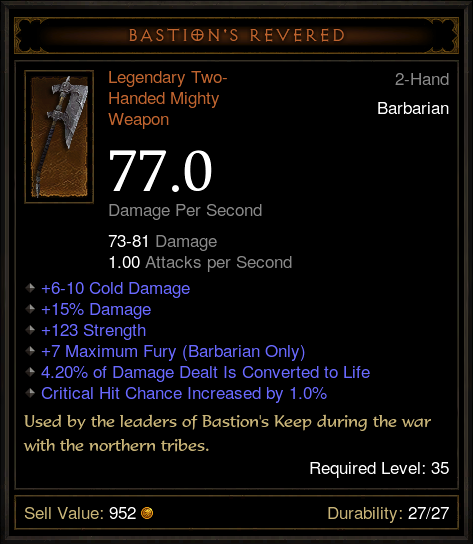 BASTION'S REVERED
Legendary Two-
Handed Mighty
Weapon
2-Hand
Barbarian
77.0
Damage Per Second
73-81 Damage
1.00 Attacks per Second
+6-10 Cold Damage
+15% Damage
+123 Strength
+7 Maximum Fury (Barbarian Only)
4.20% of Damage Dealt Is Converted to Life
Critical Hit Chance Increased by 1.0%
Used by the leaders of Bastion's Keep during the war
with the northern tribes.
Required Level: 35
Sell Value: 952
Durability: 27/27